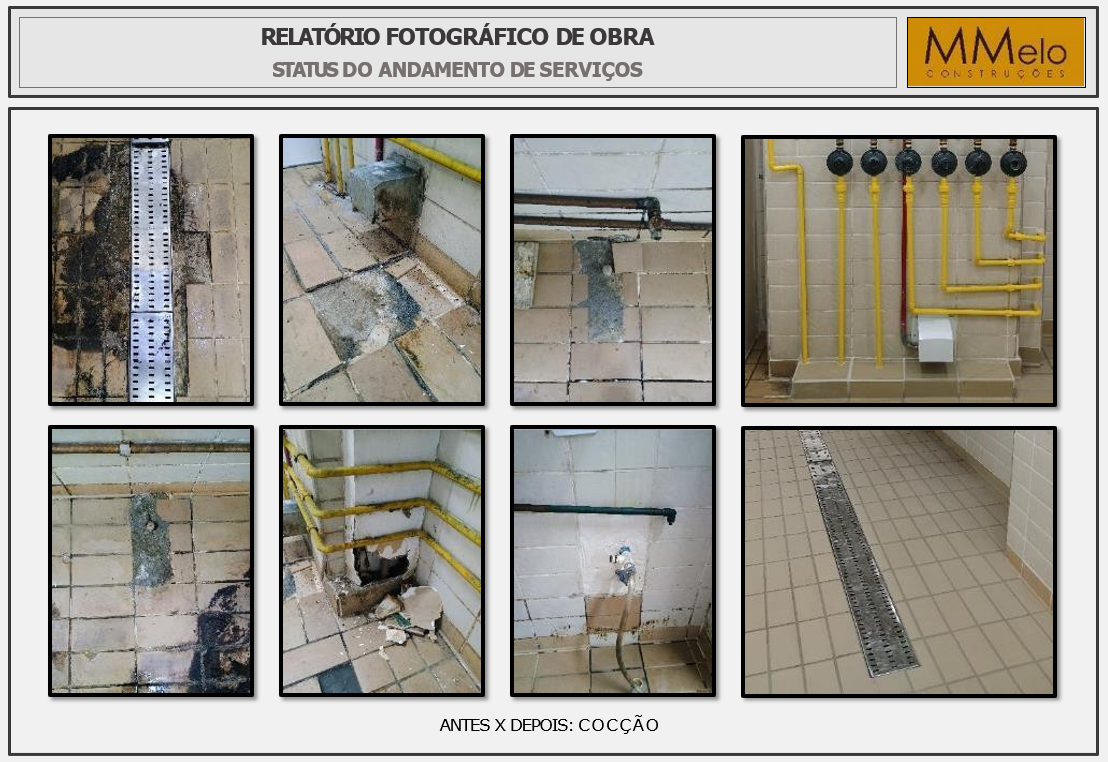 RELATÓRIO FOTOGRÁFICO DE OBRA
STATUS DO ANDAMENTO DE SERVIÇOS
MMelo
CONSTRUÇÕES
ANTES X DEPOIS: COCÇÃO